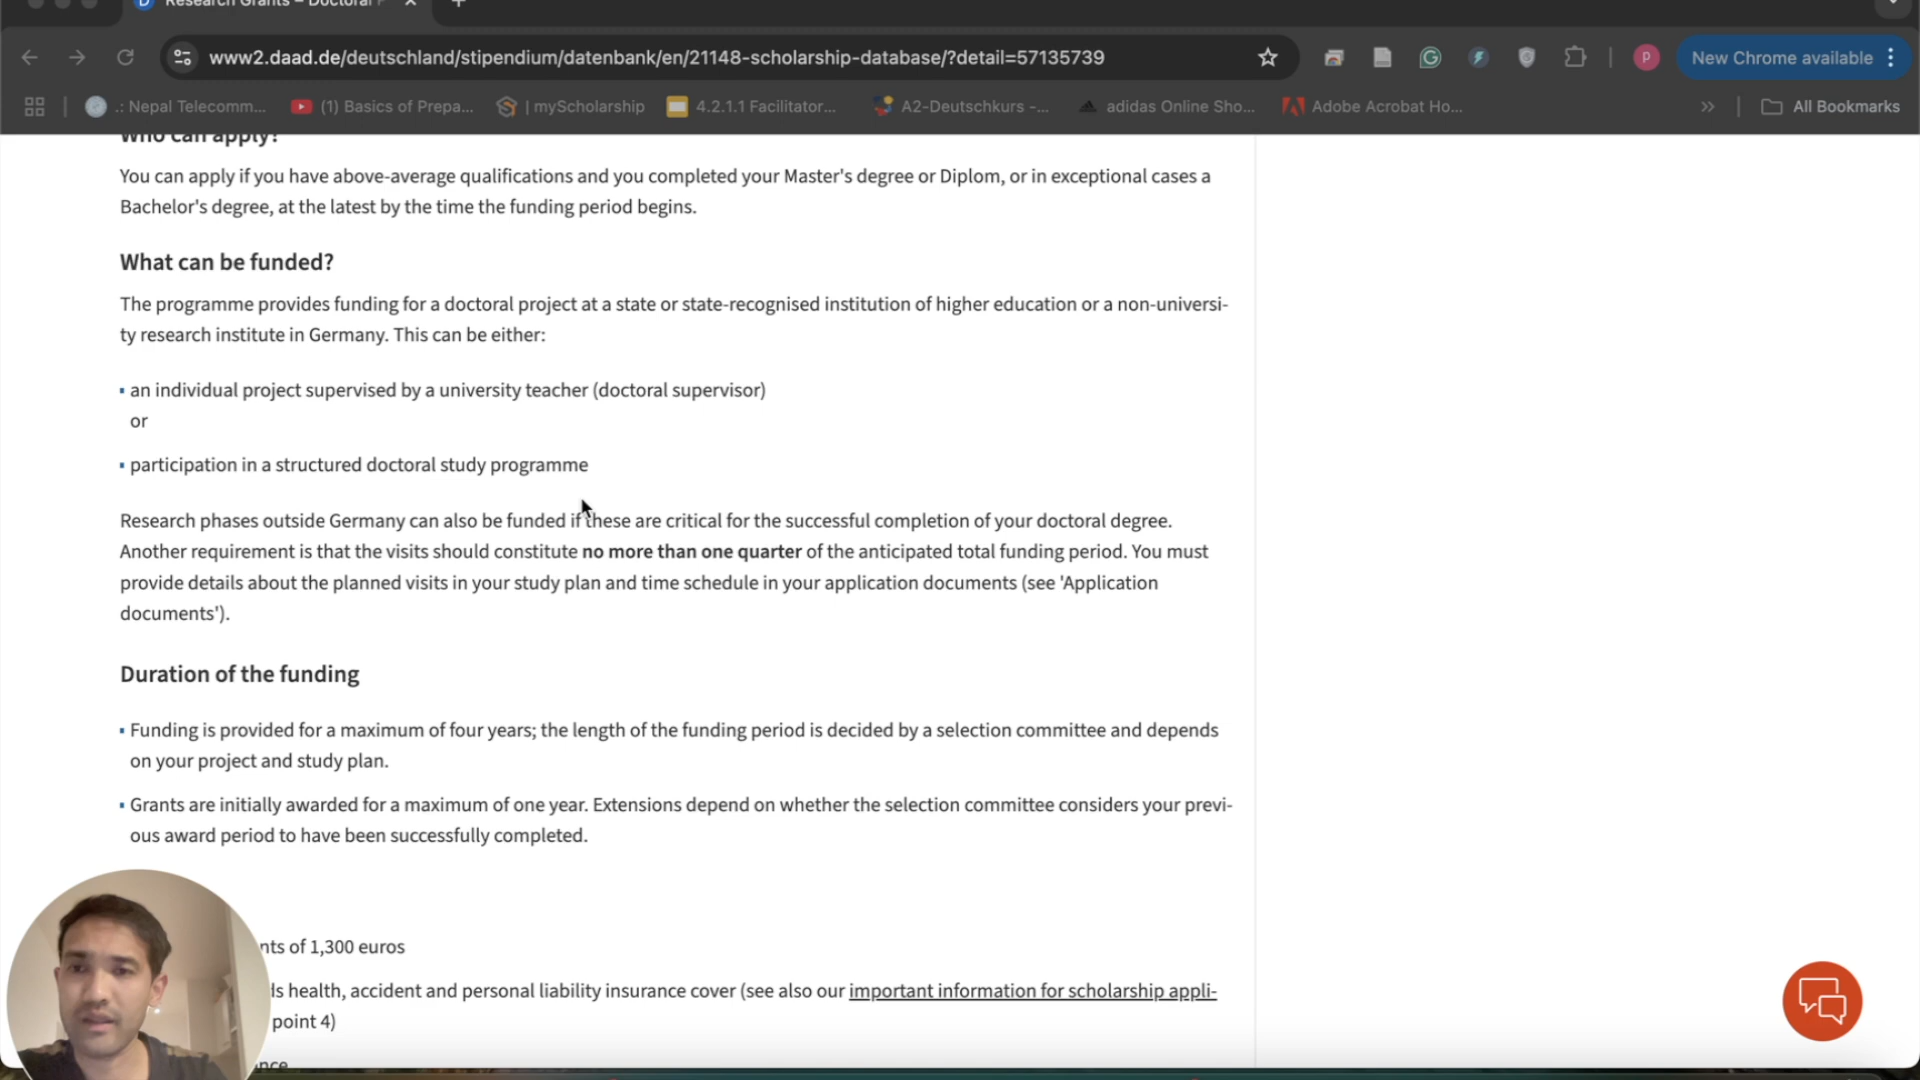 Research Grants – Doctoral
www2.daad.de/deutschland/stipendium/datenbank/en/21148-scholarship-database/?detail=57135739
P
New Chrome available
.: Nepal Telecomm...
(1) Basics of Prepa...
| myScholarship
4.2.1.1 Facilitator...
A2-Deutschkurs -...
adidas Online Sho...
Adobe Acrobat Ho...
All Bookmarks
Who can apply?
You can apply if you have above-average qualifications and you completed your Master's degree or Diplom, or in exceptional cases a
Bachelor's degree, at the latest by the time the funding period begins.
What can be funded?
The programme provides funding for a doctoral project at a state or state-recognised institution of higher education or a non-universi-
ty research institute in Germany. This can be either:
an individual project supervised by a university teacher (doctoral supervisor)
or
participation in a structured doctoral study programme
Research phases outside Germany can also be funded if these are critical for the successful completion of your doctoral degree.
Another requirement is that the visits should constitute no more than one quarter of the anticipated total funding period. You must
provide details about the planned visits in your study plan and time schedule in your application documents (see 'Application
documents').
Duration of the funding
Funding is provided for a maximum of four years; the length of the funding period is decided by a selection committee and depends
on your project and study plan.
Grants are initially awarded for a maximum of one year. Extensions depend on whether the selection committee considers your previ-
ous award period to have been successfully completed.
of 1,300 euros
health, accident and personal liability insurance cover (see also our important information for scholarship appli-
point 4)